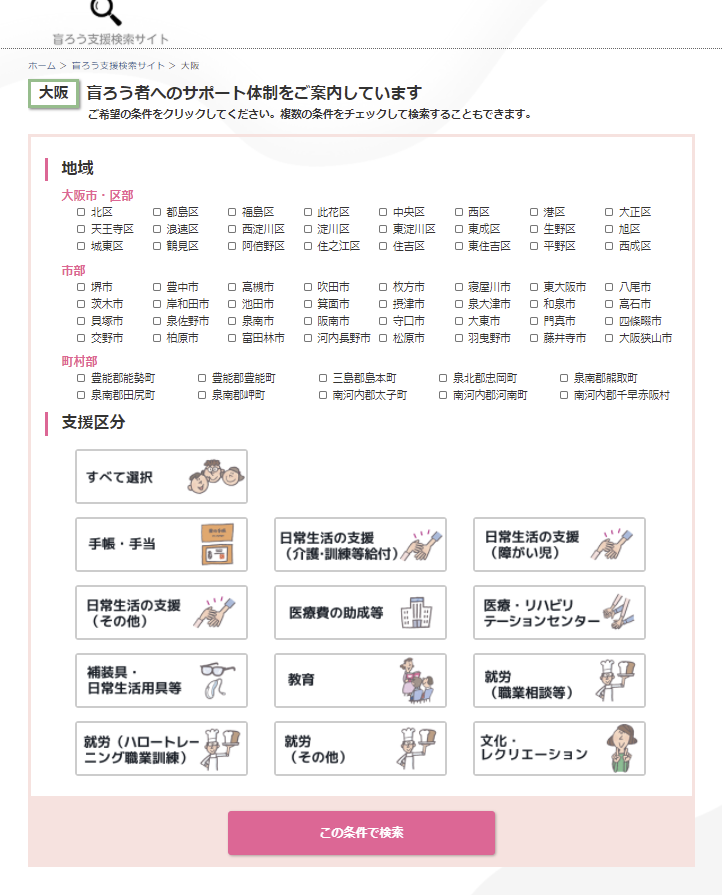 盲ろう支援検索サイト
ホーム ＞ 盲ろう支援検索サイト ＞ 大阪
大阪 盲ろう者へのサポート体制をご案内しています
ご希望の条件をクリックしてください。複数の条件をチェックして検索することもできます。
地域
大阪市・区部
北区 都島区 福島区 此花区 中央区 西区 港区 大正区
天王寺区 浪速区 西淀川区 淀川区 東淀川区 東成区 生野区 旭区
城東区 鶴見区 阿倍野区 住之江区 住吉区 東住吉区 平野区 西成区
市部
堺市 豊中市 高槻市 吹田市 枚方市 寝屋川市 東大阪市 八尾市
茨木市 岸和田市 池田市 箕面市 摂津市 泉大津市 和泉市 高石市
貝塚市 泉佐野市 泉南市 阪南市 守口市 大東市 門真市 四條畷市
交野市 柏原市 富田林市 河内長野市 松原市 羽曳野市 藤井寺市 大阪狭山市
町村部
豊能郡能勢町 豊能郡豊能町 三島郡島本町 泉北郡忠岡町 泉南郡熊取町
泉南郡田尻町 泉南郡岬町 南河内郡太子町 南河内郡河南町 南河内郡千早赤阪村
支援区分
すべて選択
手帳・手当
日常生活の支援
（介護・訓練等給付）
日常生活の支援
（障がい児）
日常生活の支援
（その他）
医療費の助成等
医療・リハビリ
テーションセンター
補装具・
日常生活用具等
教育
就労
（職業相談等）
就労（ハロートレー
ニング職業訓練）
就労
（その他）
文化・
レクリエーション
この条件で検索